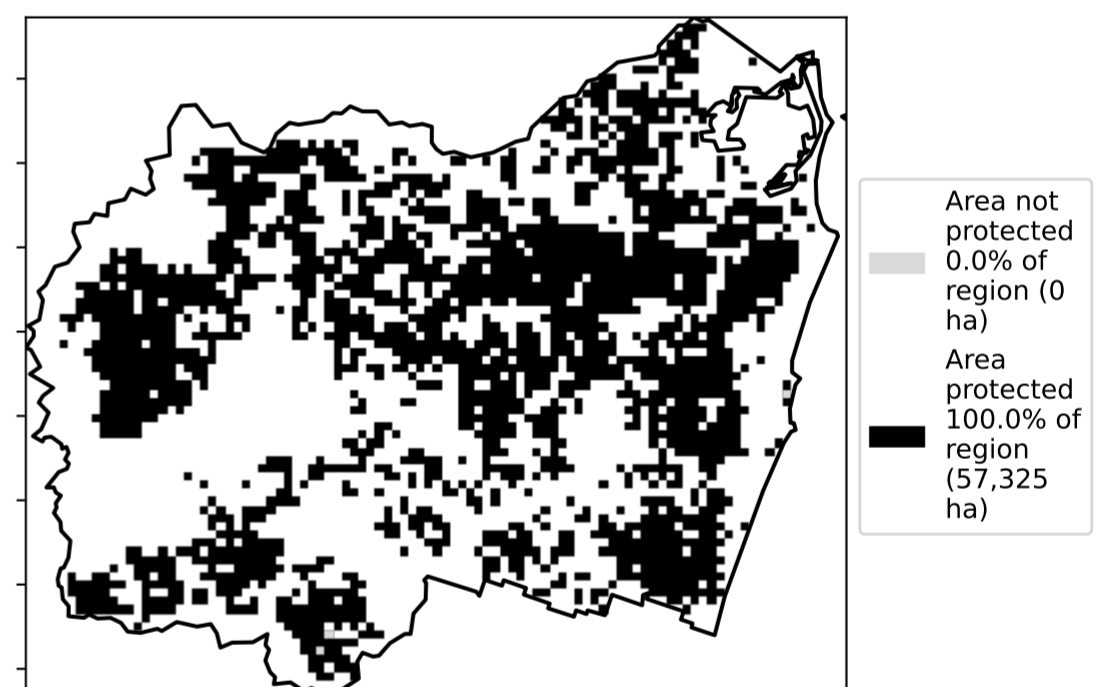 Area not
protected
0.0% of
region (0
ha)
Area
protected
100.0% of
region
(57,325
ha)